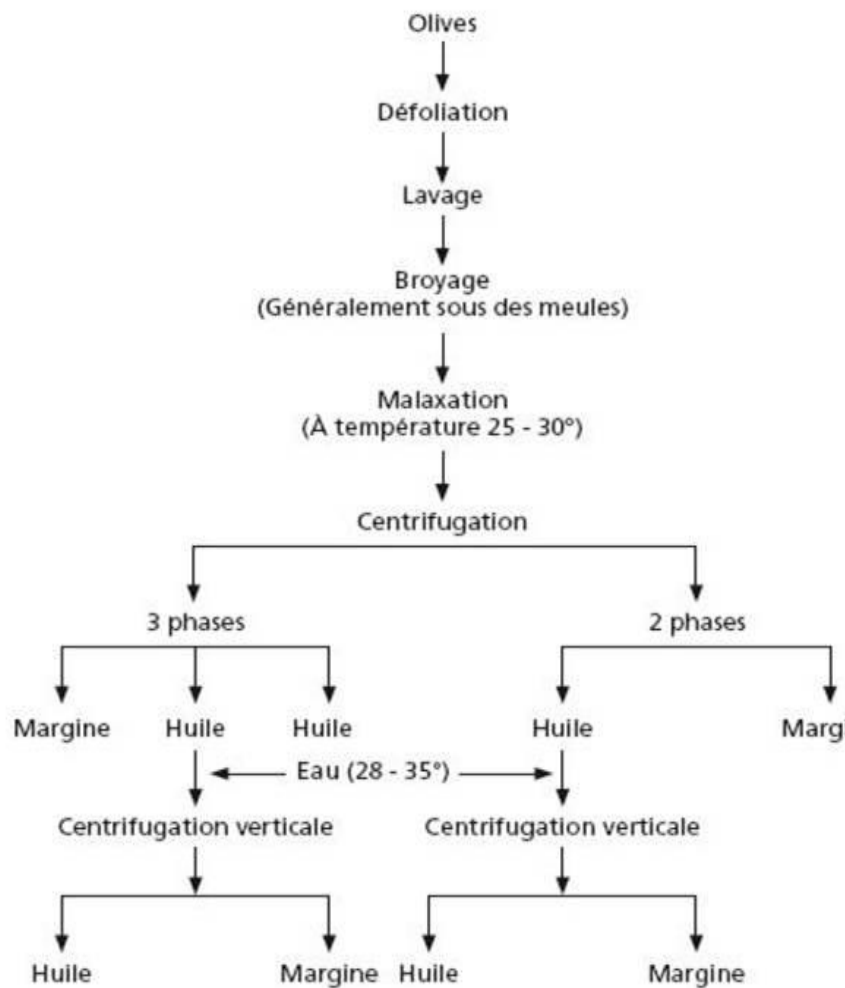 Olives
Défoliation
Lavage
Broyage
(Généralement sous des meules)
Malaxation
(À température 25 - 30°)
Centrifugation
3 phases 2 phases
Margine Huile Huile Huile
Eau (28 - 35°)
Centrifugation verticale Centrifugation verticale
Huile Margine Huile Margine